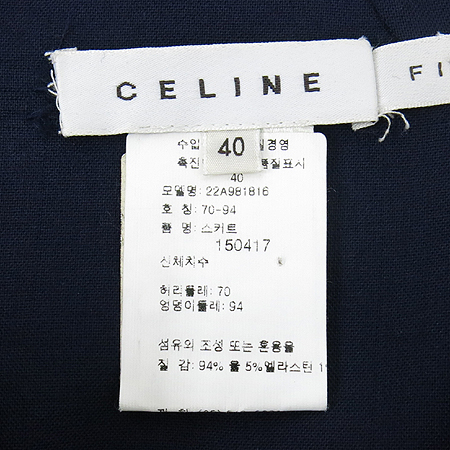 CELINE
FI
40
수입 경영
촉진 품질표시
40
모델명: 22A981816
호 칭: 70-94
품 명: 스커트
150417
신체치수
허리둘레: 70
엉덩이둘레: 94
섬유의 조성 또는 혼용율
질 감: 94% 울 5%엘라스턴